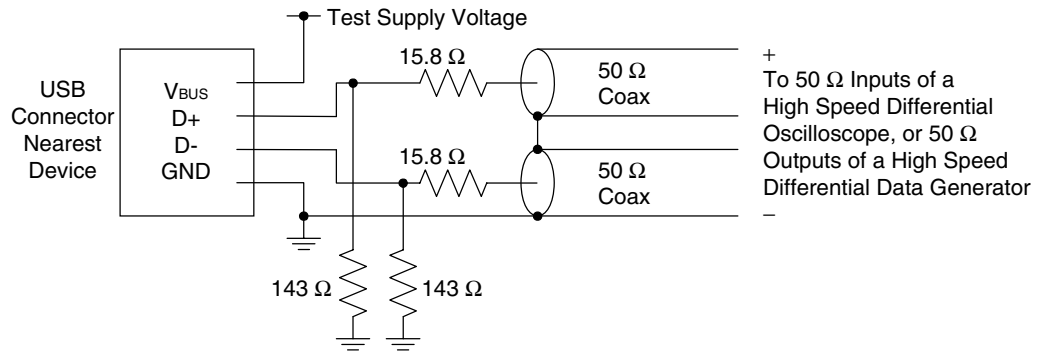 Test Supply Voltage
USB
Connector
Nearest
Device
VBUS
D+
D-
GND
15.8 Ω
50 Ω
Coax
15.8 Ω
50 Ω
Coax
+
To 50 Ω Inputs of a
High Speed Differential
Oscilloscope, or 50 Ω
Outputs of a High Speed
Differential Data Generator
−
143 Ω
143 Ω